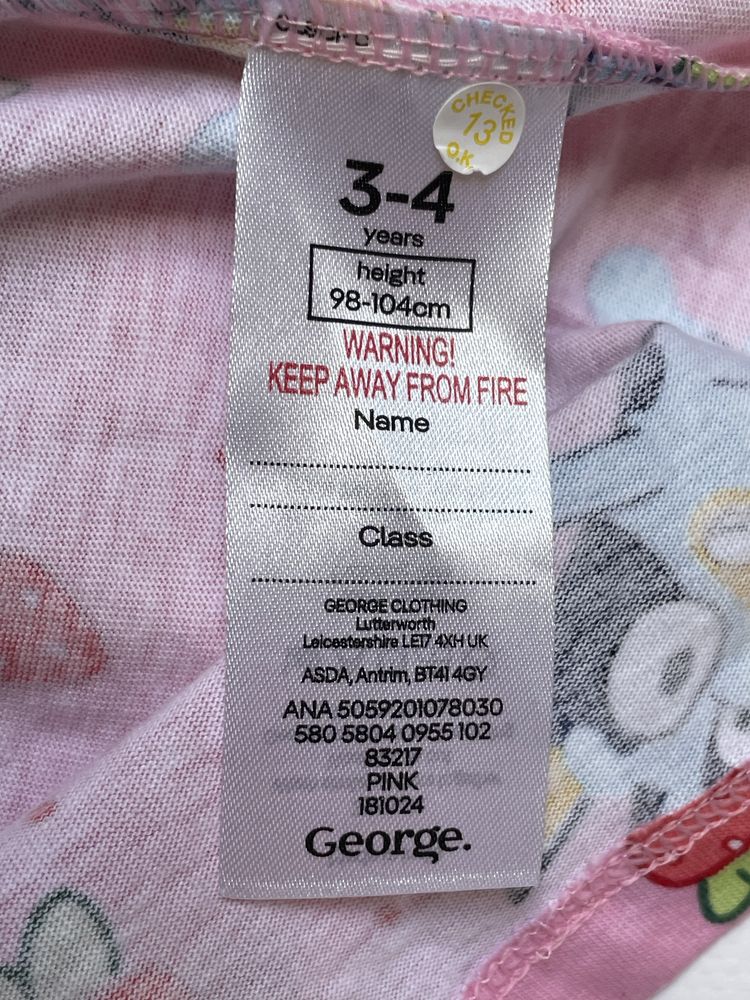 CHECKED
13
O.K.
3-4
years
height
98-104cm
WARNING!
KEEP AWAY FROM FIRE
Name
Class
GEORGE CLOTHING
Lutterworth
Leicestershire LE17 4XH UK
ASDA, Antrim, BT41 4GY
ANA 5059201078030
580 5804 0955 102
83217
PINK
181024
George.